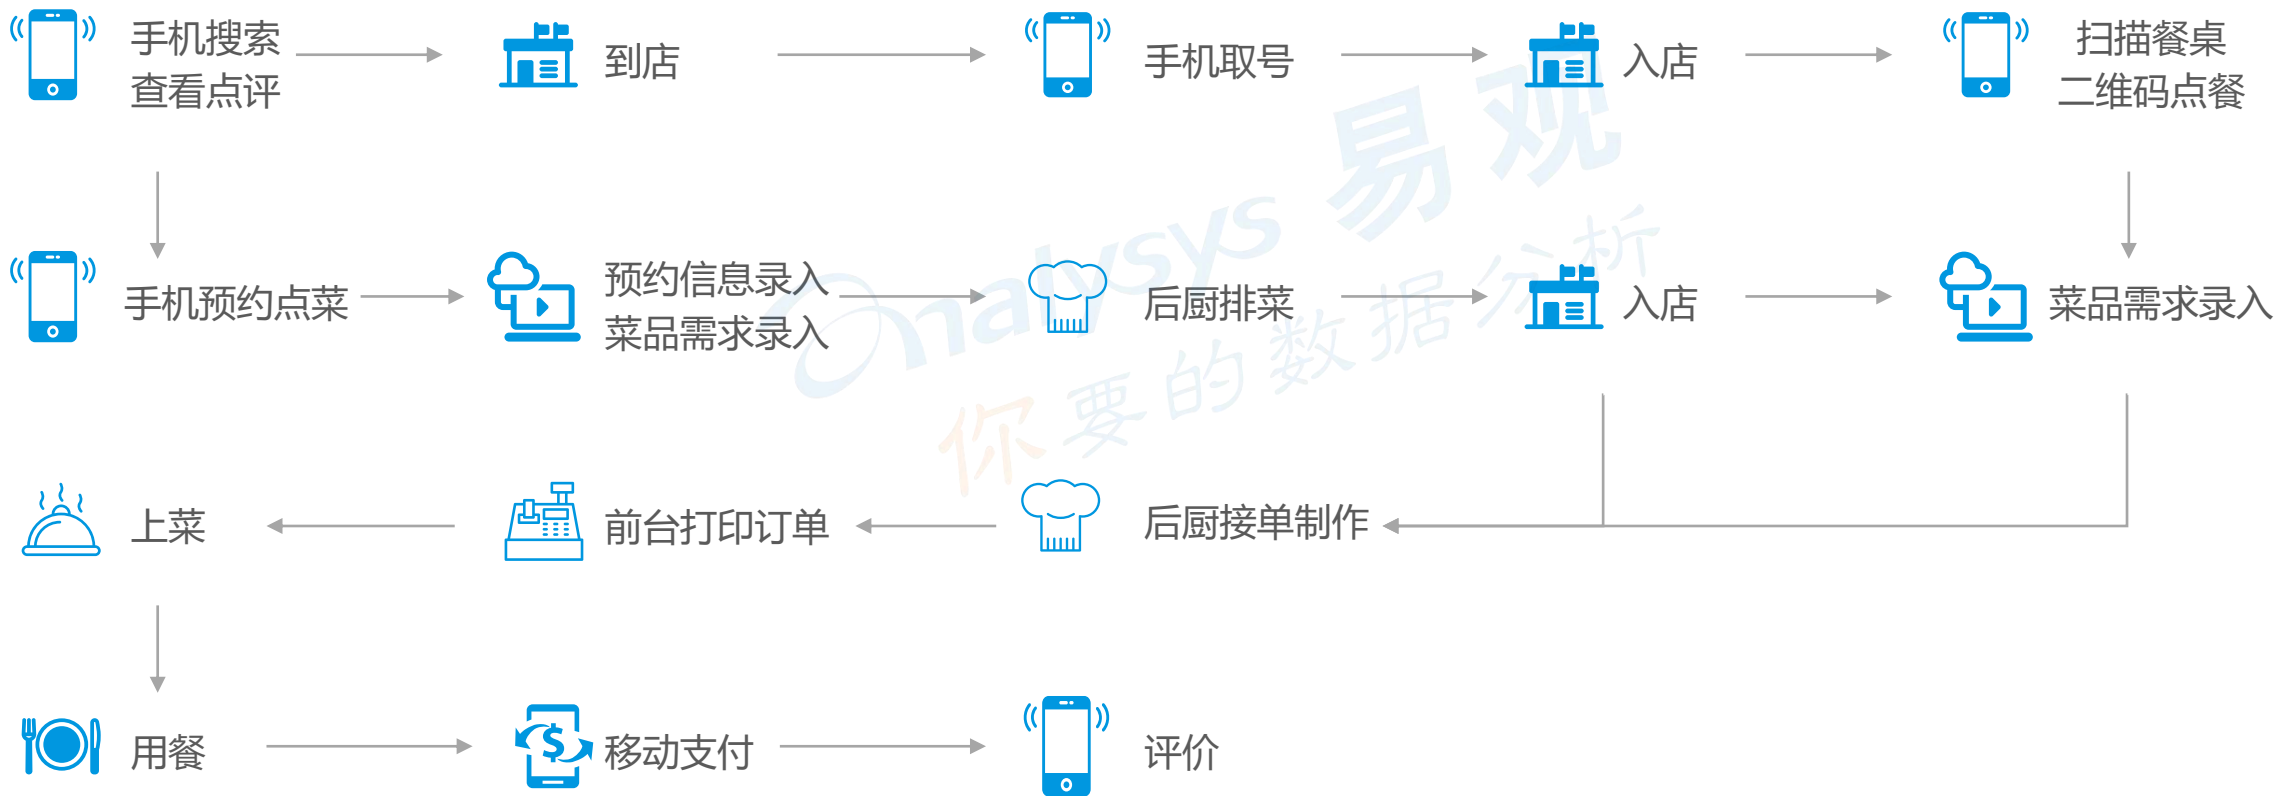 手机搜索
查看点评
到店
手机取号
入店
扫描餐桌
二维码点餐
手机预约点菜
预约信息录入
菜品需求录入
后厨排菜
入店
菜品需求录入
上菜
前台打印订单
后厨接单制作
用餐
移动支付
评价
analysys 易观
你要的数据分析